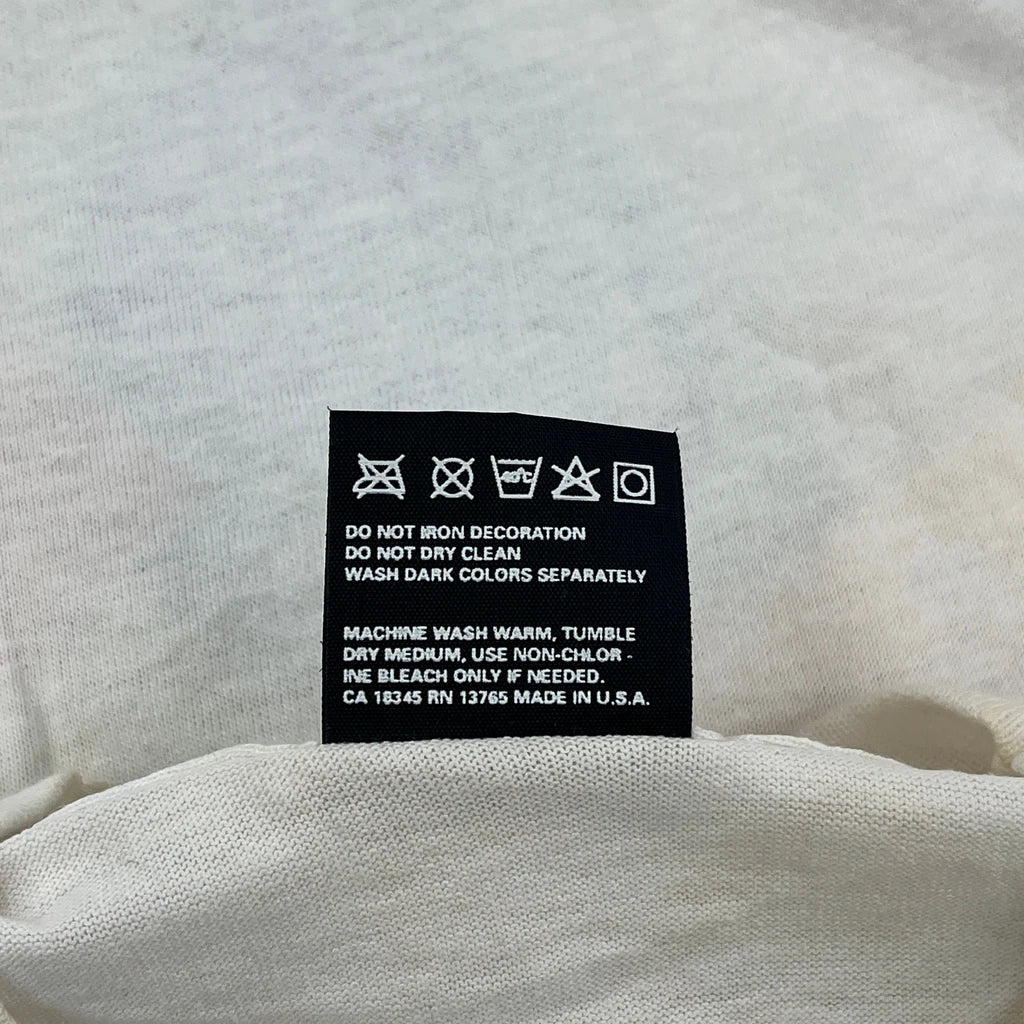 40°C
DO NOT IRON DECORATION
DO NOT DRY CLEAN
WASH DARK COLORS SEPARATELY
MACHINE WASH WARM, TUMBLE
DRY MEDIUM, USE NON-CHLOR -
INE BLEACH ONLY IF NEEDED.
CA 18345 RN 13765 MADE IN U.S.A.